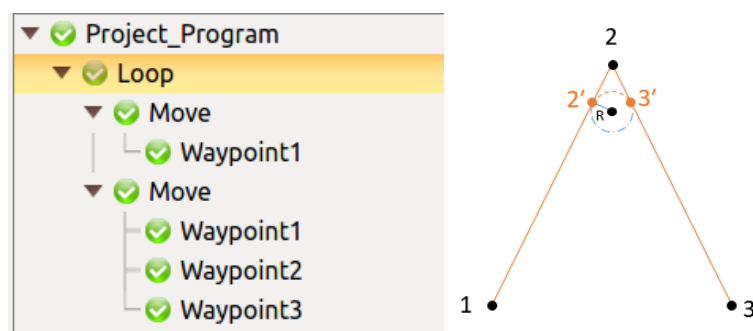 Project_Program
Loop
Move
Waypoint1
Move
Waypoint1
Waypoint2
Waypoint3
2
2′ 3′
R
1 3